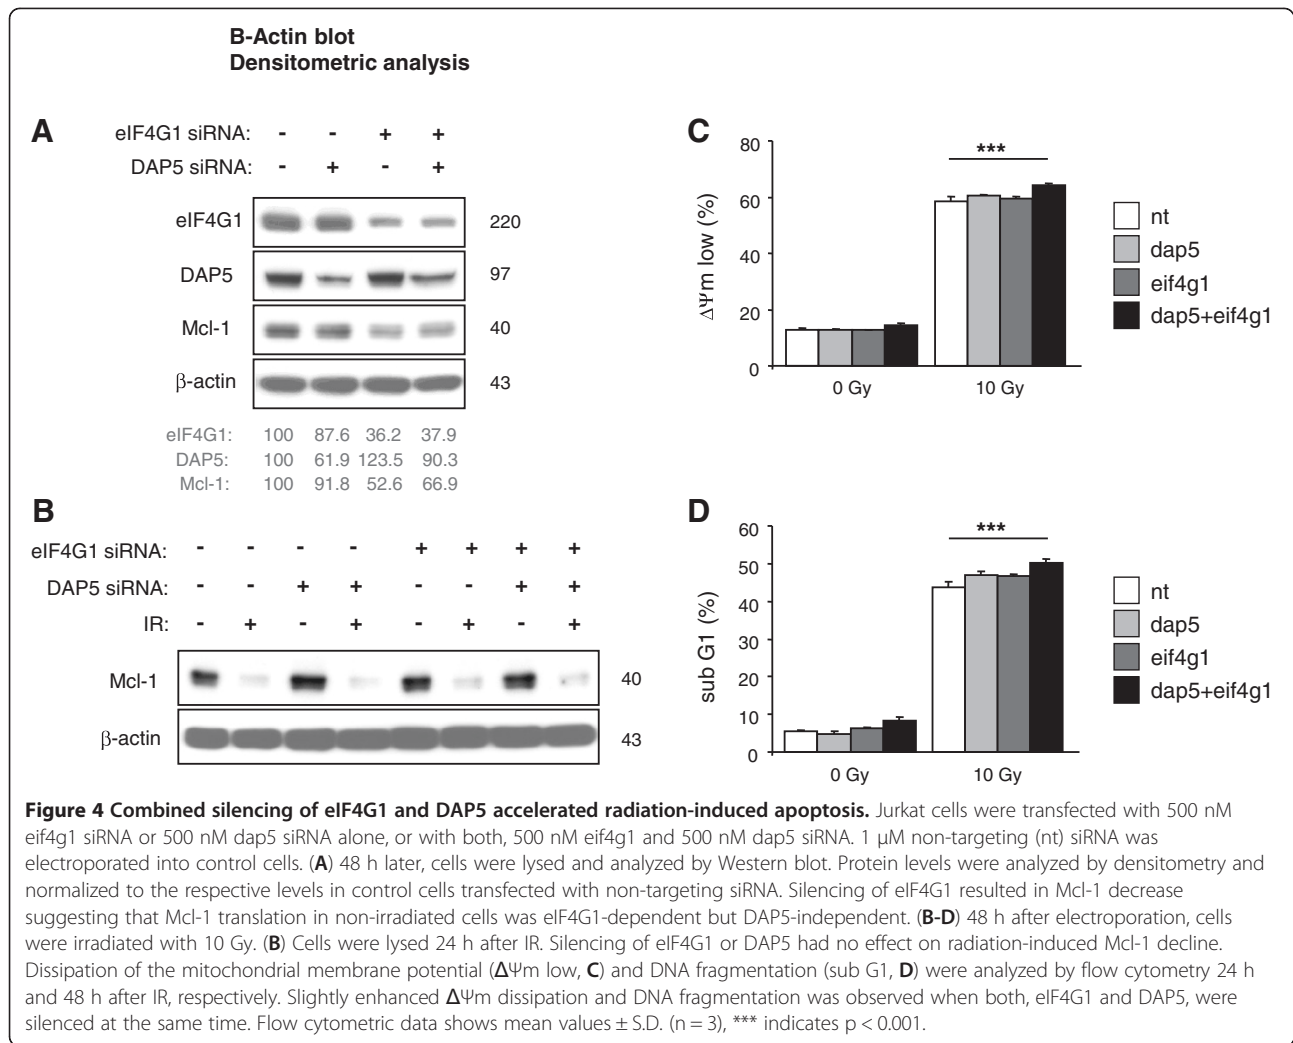 B-Actin blot
Densitometric analysis
A
eIF4G1 siRNA: - - + +
DAP5 siRNA: - + - +
eIF4G1 220
DAP5 97
Mcl-1 40
β-actin 43
eIF4G1: 100 87.6 36.2 37.9
DAP5: 100 61.9 123.5 90.3
Mcl-1: 100 91.8 52.6 66.9
B
eIF4G1 siRNA: - - - - + + + +
DAP5 siRNA: - - + + - - + +
IR: - + - + - + - +
Mcl-1 40
β-actin 43
C
ΔΨm low (%)
80
60
40
20
0
***
0 Gy 10 Gy
nt
dap5
eif4g1
dap5+eif4g1
D
sub G1 (%)
60
50
40
30
20
10
0
***
0 Gy 10 Gy
nt
dap5
eif4g1
dap5+eif4g1
Figure 4 Combined silencing of eIF4G1 and DAP5 accelerated radiation-induced apoptosis. Jurkat cells were transfected with 500 nM
eif4g1 siRNA or 500 nM dap5 siRNA alone, or with both, 500 nM eif4g1 and 500 nM dap5 siRNA. 1 μM non-targeting (nt) siRNA was
electroporated into control cells. (A) 48 h later, cells were lysed and analyzed by Western blot. Protein levels were analyzed by densitometry and
normalized to the respective levels in control cells transfected with non-targeting siRNA. Silencing of eIF4G1 resulted in Mcl-1 decrease
suggesting that Mcl-1 translation in non-irradiated cells was eIF4G1-dependent but DAP5-independent. (B-D) 48 h after electroporation, cells
were irradiated with 10 Gy. (B) Cells were lysed 24 h after IR. Silencing of eIF4G1 or DAP5 had no effect on radiation-induced Mcl-1 decline.
Dissipation of the mitochondrial membrane potential (ΔΨm low, C) and DNA fragmentation (sub G1, D) were analyzed by flow cytometry 24 h
and 48 h after IR, respectively. Slightly enhanced ΔΨm dissipation and DNA fragmentation was observed when both, eIF4G1 and DAP5, were
silenced at the same time. Flow cytometric data shows mean values ± S.D. (n = 3), *** indicates p < 0.001.